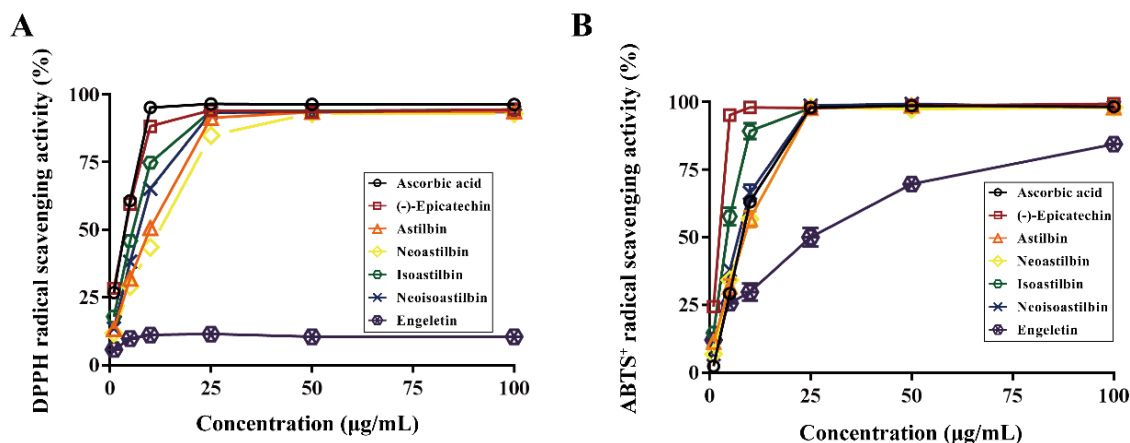 A
DPPH radical scavenging activity (%)
100
75
50
25
0
0 25 50 75 100
Concentration (μg/mL)
Ascorbic acid
(-)-Epicatechin
Astilbin
Neoastilbin
Isoastilbin
Neoisoastilbin
Engeletin
B
ABTS⁺ radical scavenging activity (%)
100
75
50
25
0
0 25 50 75 100
Concentration (μg/mL)
Ascorbic acid
(-)-Epicatechin
Astilbin
Neoastilbin
Isoastilbin
Neoisoastilbin
Engeletin